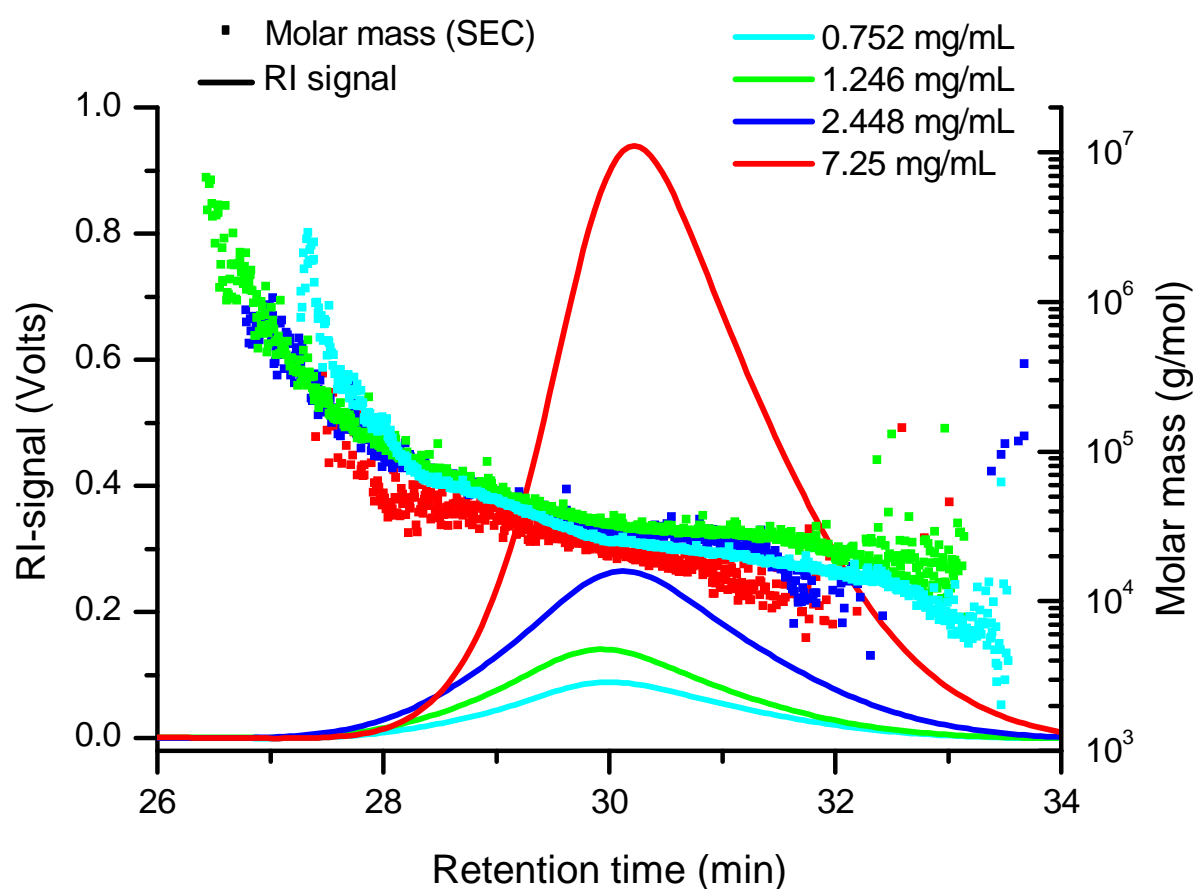 Molar mass (SEC)
RI signal
0.752 mg/mL
1.246 mg/mL
2.448 mg/mL
7.25 mg/mL
RI-signal (Volts)
1.0
0.8
0.6
0.4
0.2
0.0
10⁷
10⁶
10⁵
10⁴
10³
Molar mass (g/mol)
26
28
30
32
34
Retention time (min)